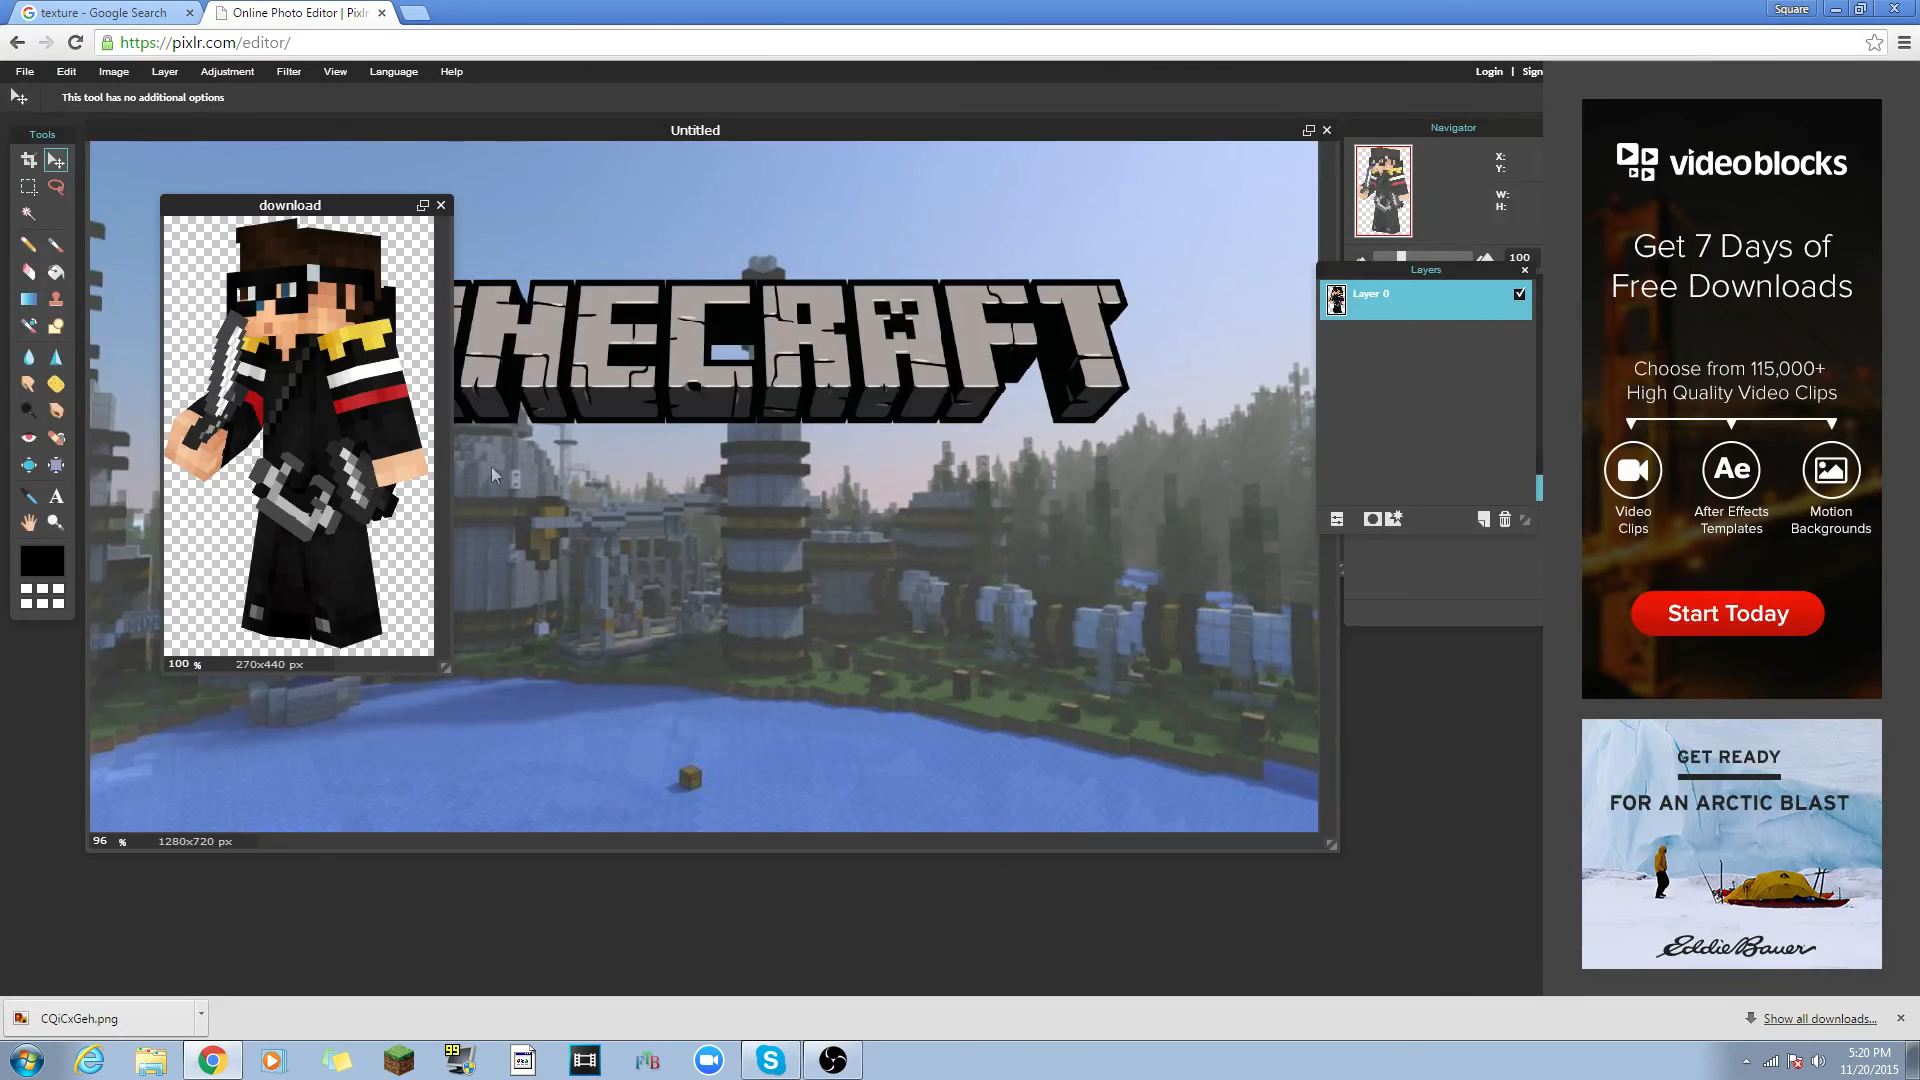 texture - Google Search
Online Photo Editor | Pixlr
Square
https://pixlr.com/editor/
File
Edit
Image
Layer
Adjustment
Filter
View
Language
Help
Login
|
Sign
This tool has no additional options
Tools
Untitled
Navigator
X:
Y:
W:
H:
100
download
Layers
Layer 0
MINECRAFT
100 %
270x440 px
96 %
1280x720 px
A
videoblocks
Get 7 Days of
Free Downloads
Choose from 115,000+
High Quality Video Clips
Ae
Video
Clips
After Effects
Templates
Motion
Backgrounds
Start Today
GET READY
FOR AN ARCTIC BLAST
Eddie Bauer
CQiCxGeh.png
Show all downloads...
99
FTB
5:20 PM
11/20/2015